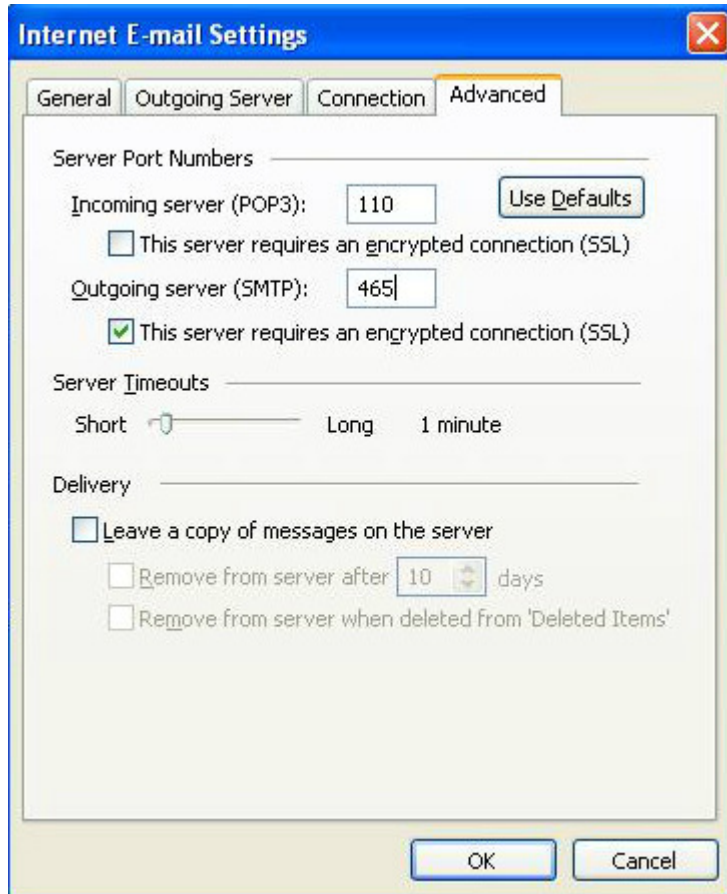 Internet E-mail Settings
General Outgoing Server Connection Advanced
Server Port Numbers
Incoming server (POP3): 110 Use Defaults
This server requires an encrypted connection (SSL)
Outgoing server (SMTP): 465
This server requires an encrypted connection (SSL)
Server Timeouts
Short Long 1 minute
Delivery
Leave a copy of messages on the server
Remove from server after 10 days
Remove from server when deleted from 'Deleted Items'
OK Cancel